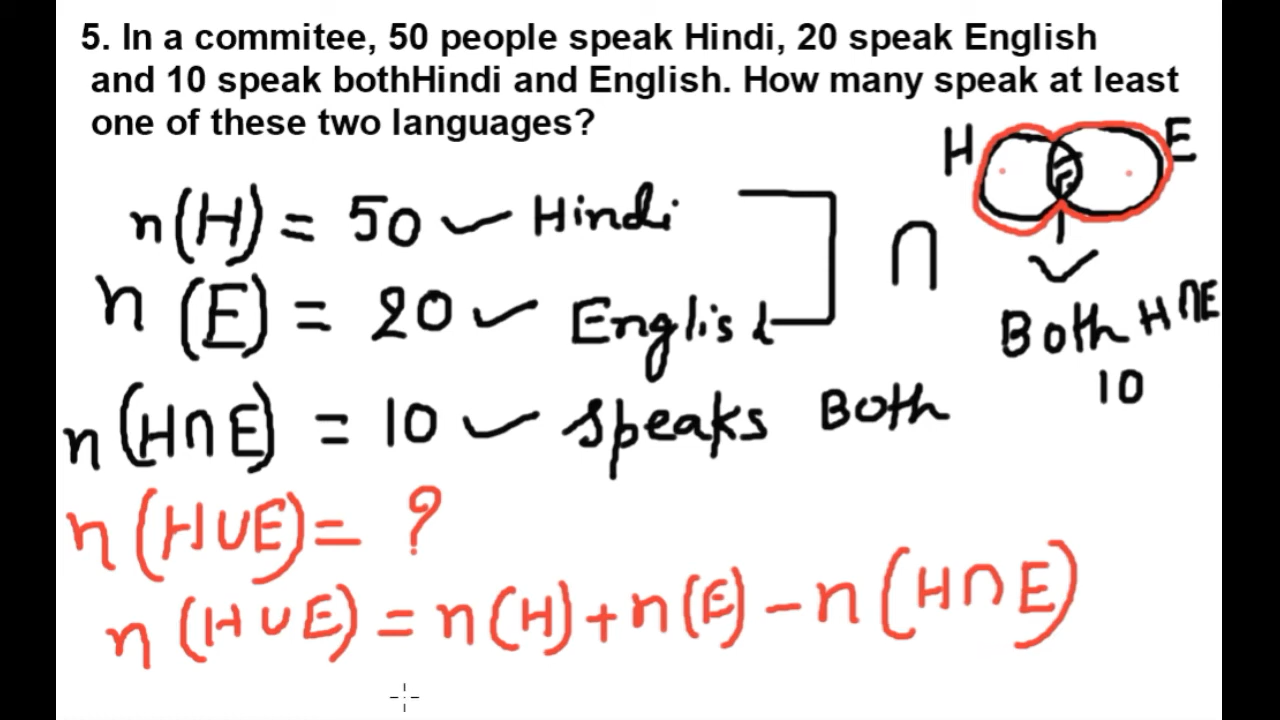 5. In a commitee, 50 people speak Hindi, 20 speak English
and 10 speak bothHindi and English. How many speak at least
one of these two languages?
H E
n(H) = 50 ✓ Hindi
∩
n (E) = 20 ✓ English
Both H∩E
10
n(H∩E) = 10 ✓ speaks Both
n(H∪E) = ?
n(H∪E) = n(H) + n(E) - n(H∩E)